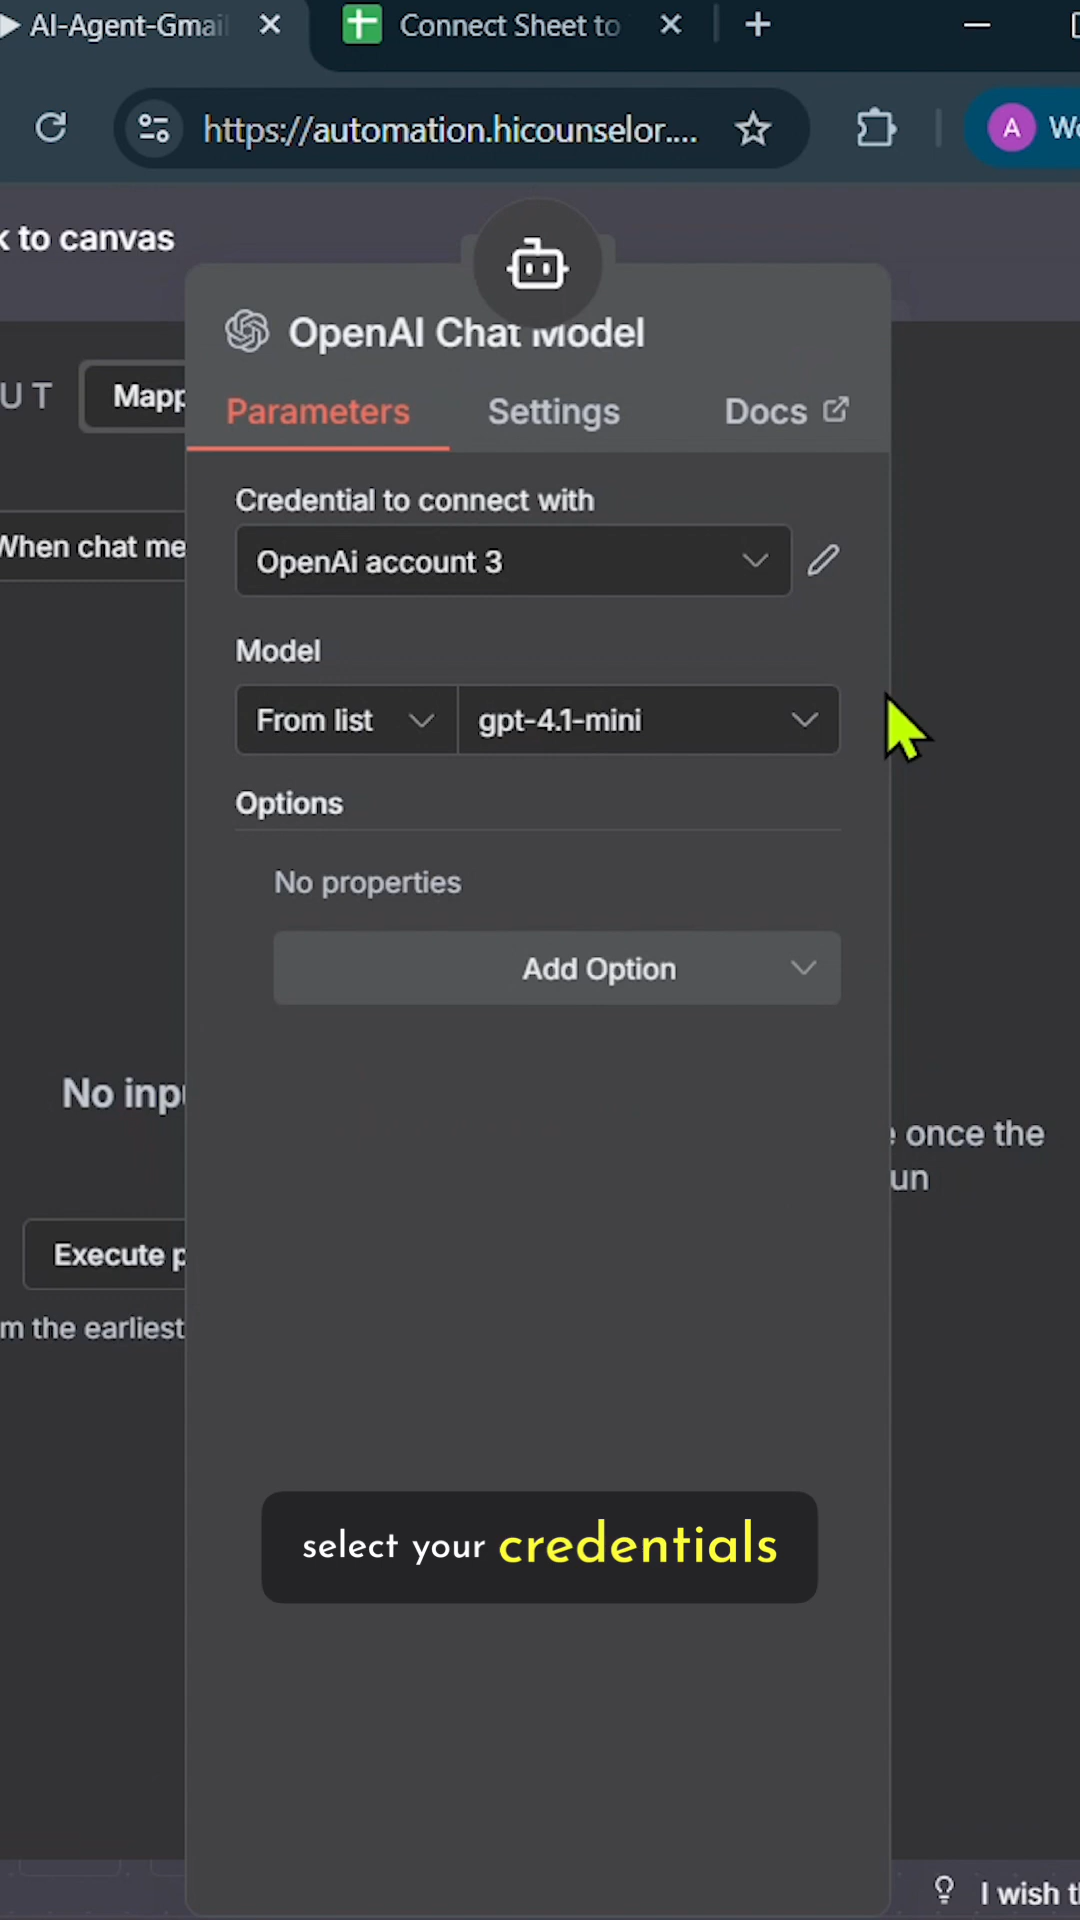 AI-Agent-Gmail
Connect Sheet to
https://automation.hicounselor....
A
k to canvas
OpenAI Chat Model
UT
Parameters
Settings
Docs
Credential to connect with
When chat me
OpenAi account 3
Model
From list
gpt-4.1-mini
Options
No properties
Add Option
No inpu
e once the
un
Execute p
m the earliest
select your credentials
I wish